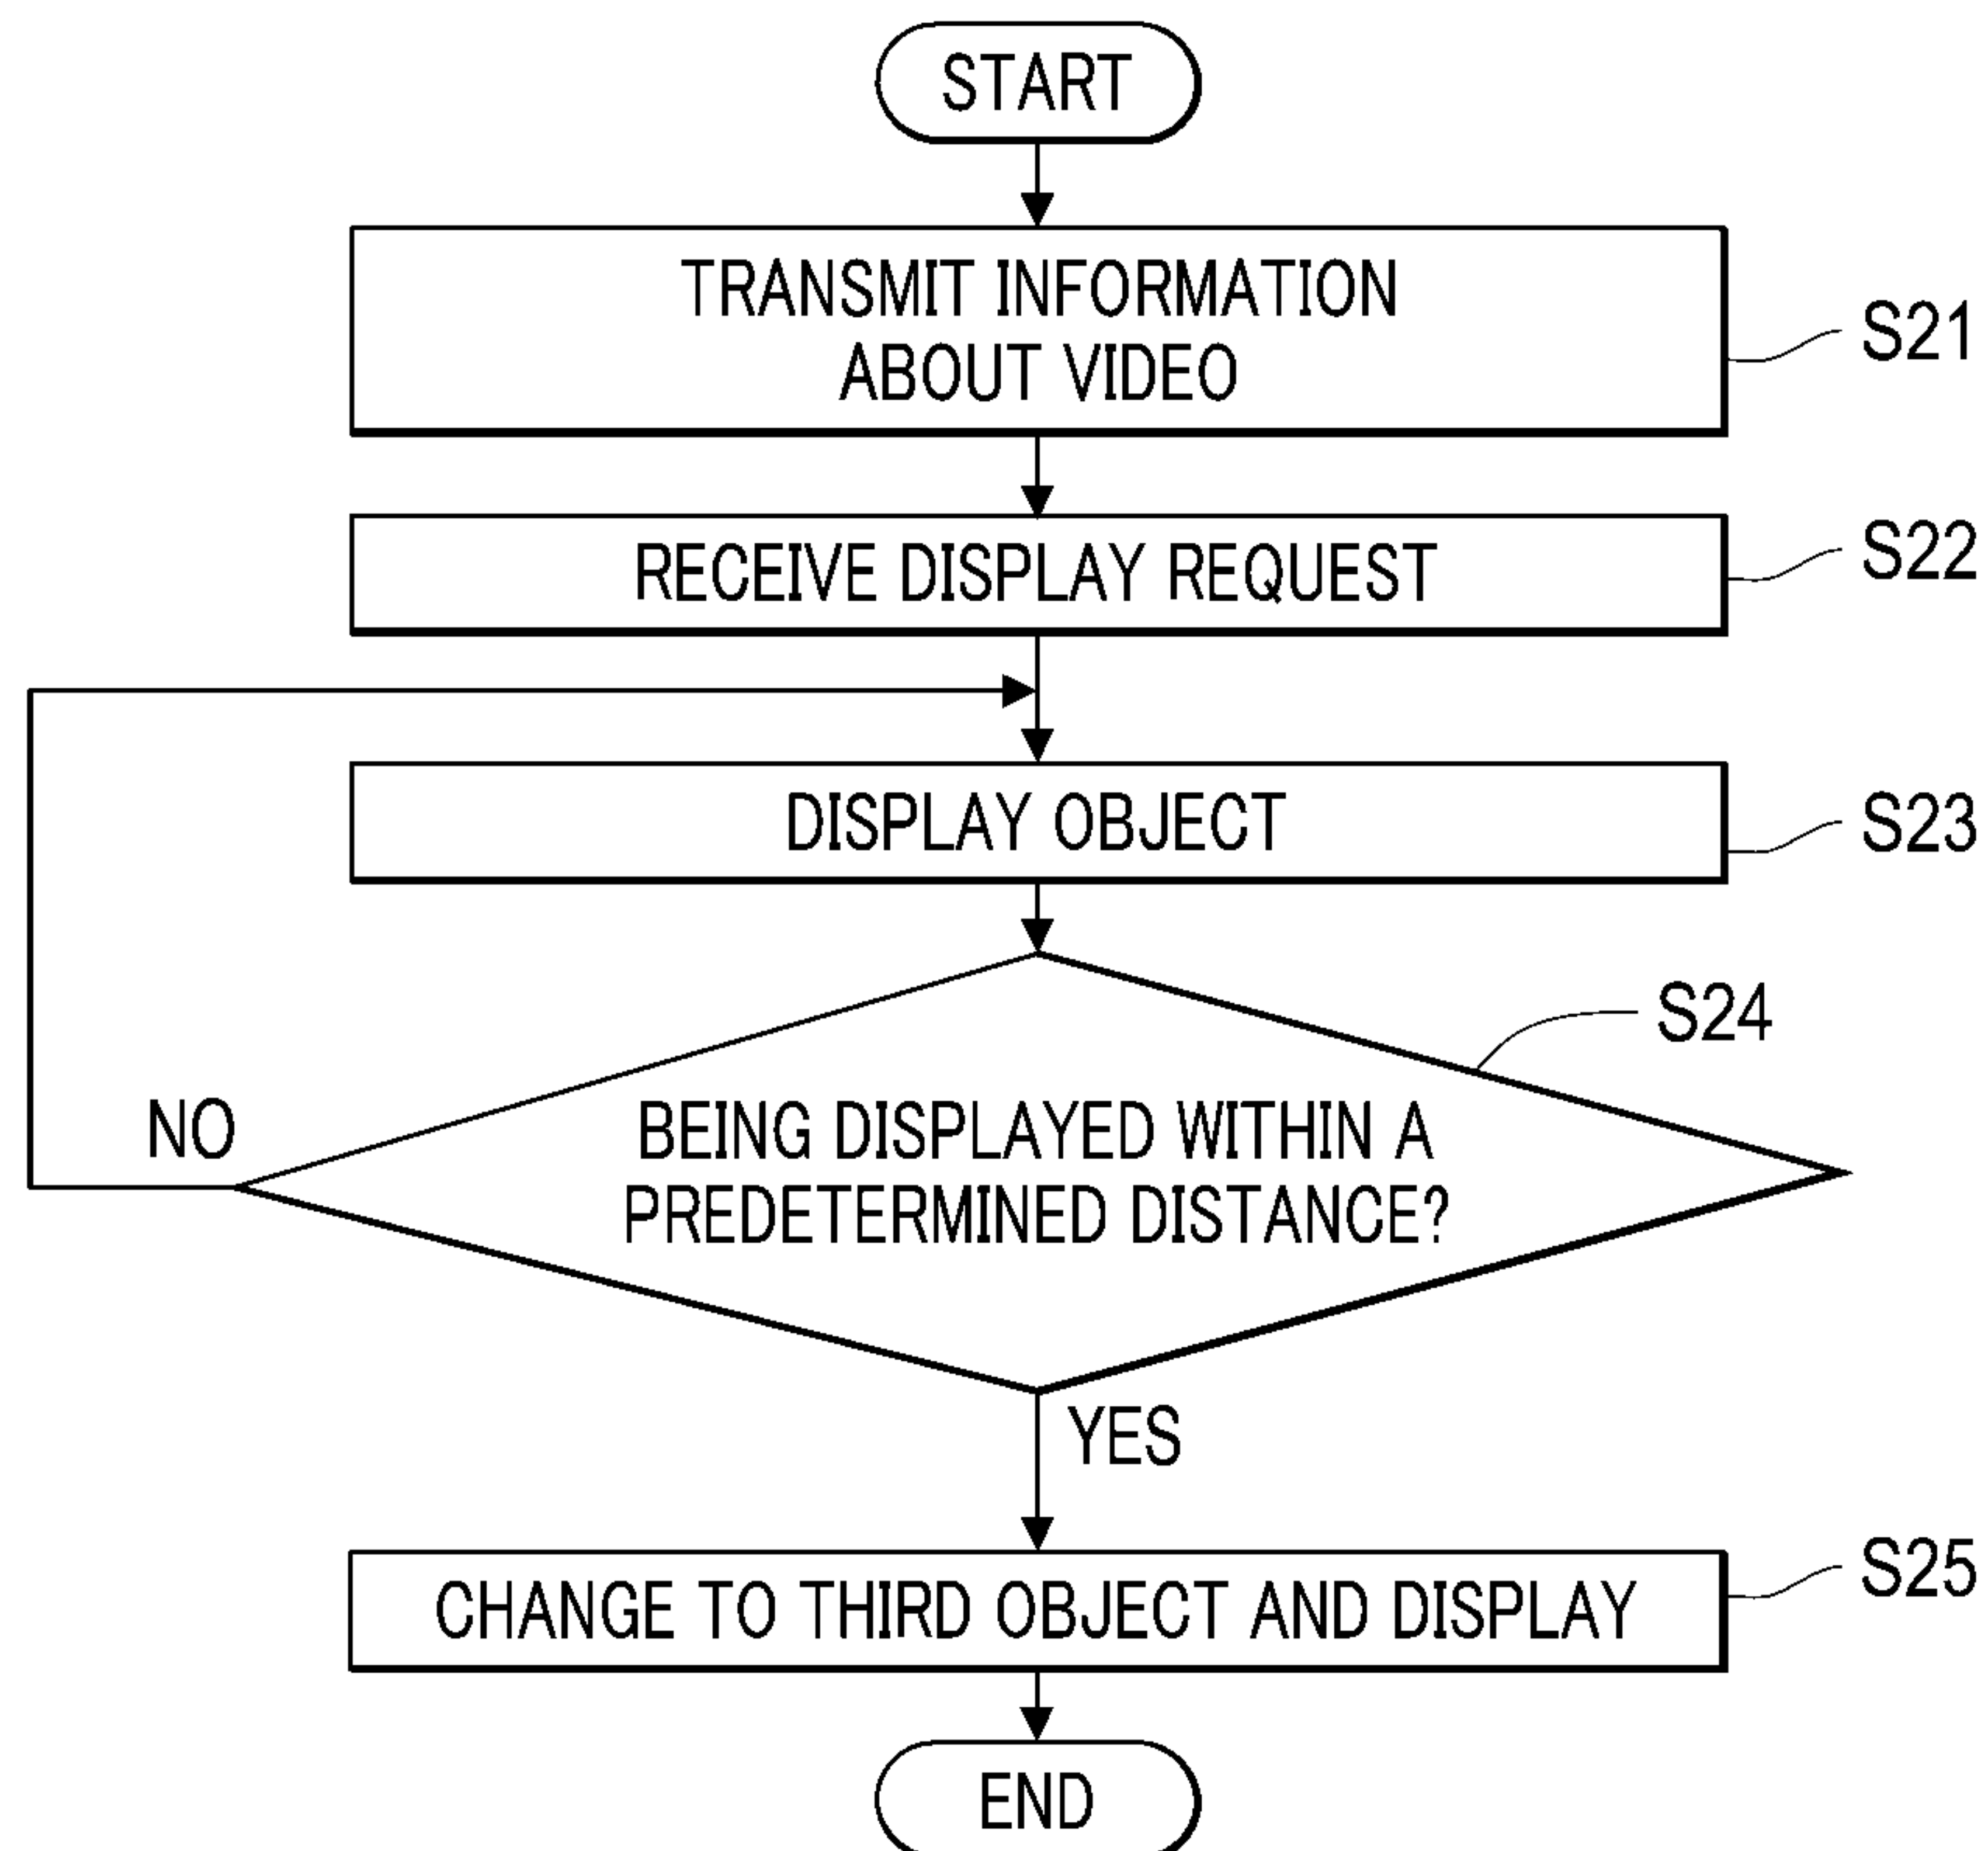 START
TRANSMIT INFORMATION
ABOUT VIDEO
S21
RECEIVE DISPLAY REQUEST
S22
DISPLAY OBJECT
S23
S24
BEING DISPLAYED WITHIN A
PREDETERMINED DISTANCE?
NO
YES
CHANGE TO THIRD OBJECT AND DISPLAY
S25
END